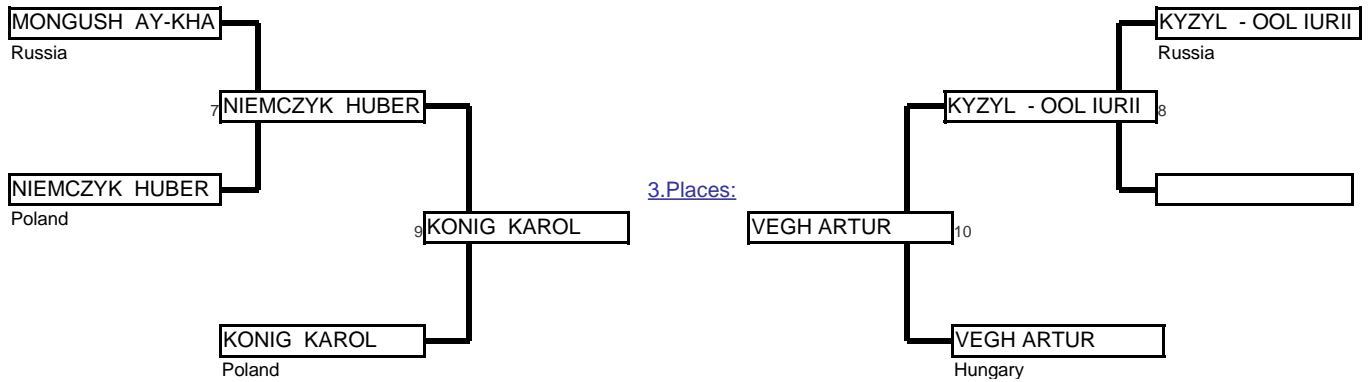 MONGUSH AY-KHA
KYZYL - OOL IURII
Russia
Russia
7
NIEMCZYK HUBER
KYZYL - OOL IURII
8
NIEMCZYK HUBER
3.Places:
Poland
9
KONIG KAROL
VEGH ARTUR
10
KONIG KAROL
VEGH ARTUR
Poland
Hungary